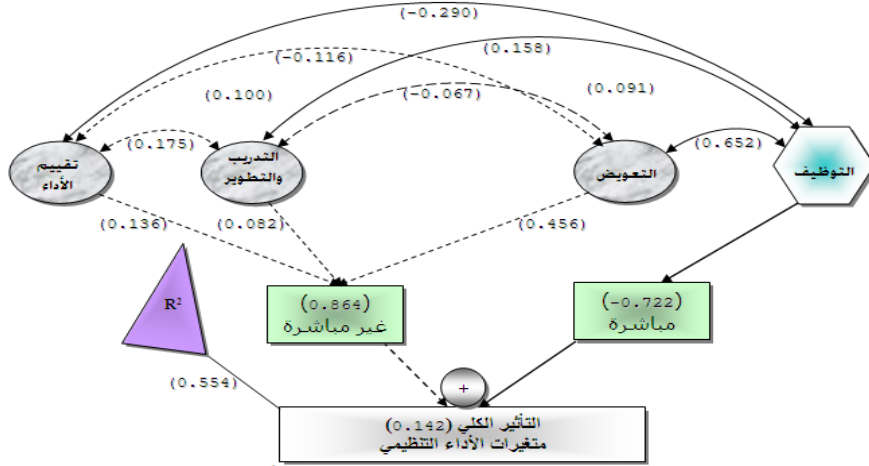 (-0.290)
(0.158)
(-0.116)
(0.100)
(-0.067)
(0.091)
(0.175)
(0.652)
تقييم
الأداء
التدريب
والتطوير
التعويض
التوظيف
(0.136)
(0.082)
(0.456)
R²
(0.864)
غير مباشرة
(-0.722)
مباشرة
(0.554)
+
التأثير الكلي (0.142)
متغيرات الأداء التنظيمي